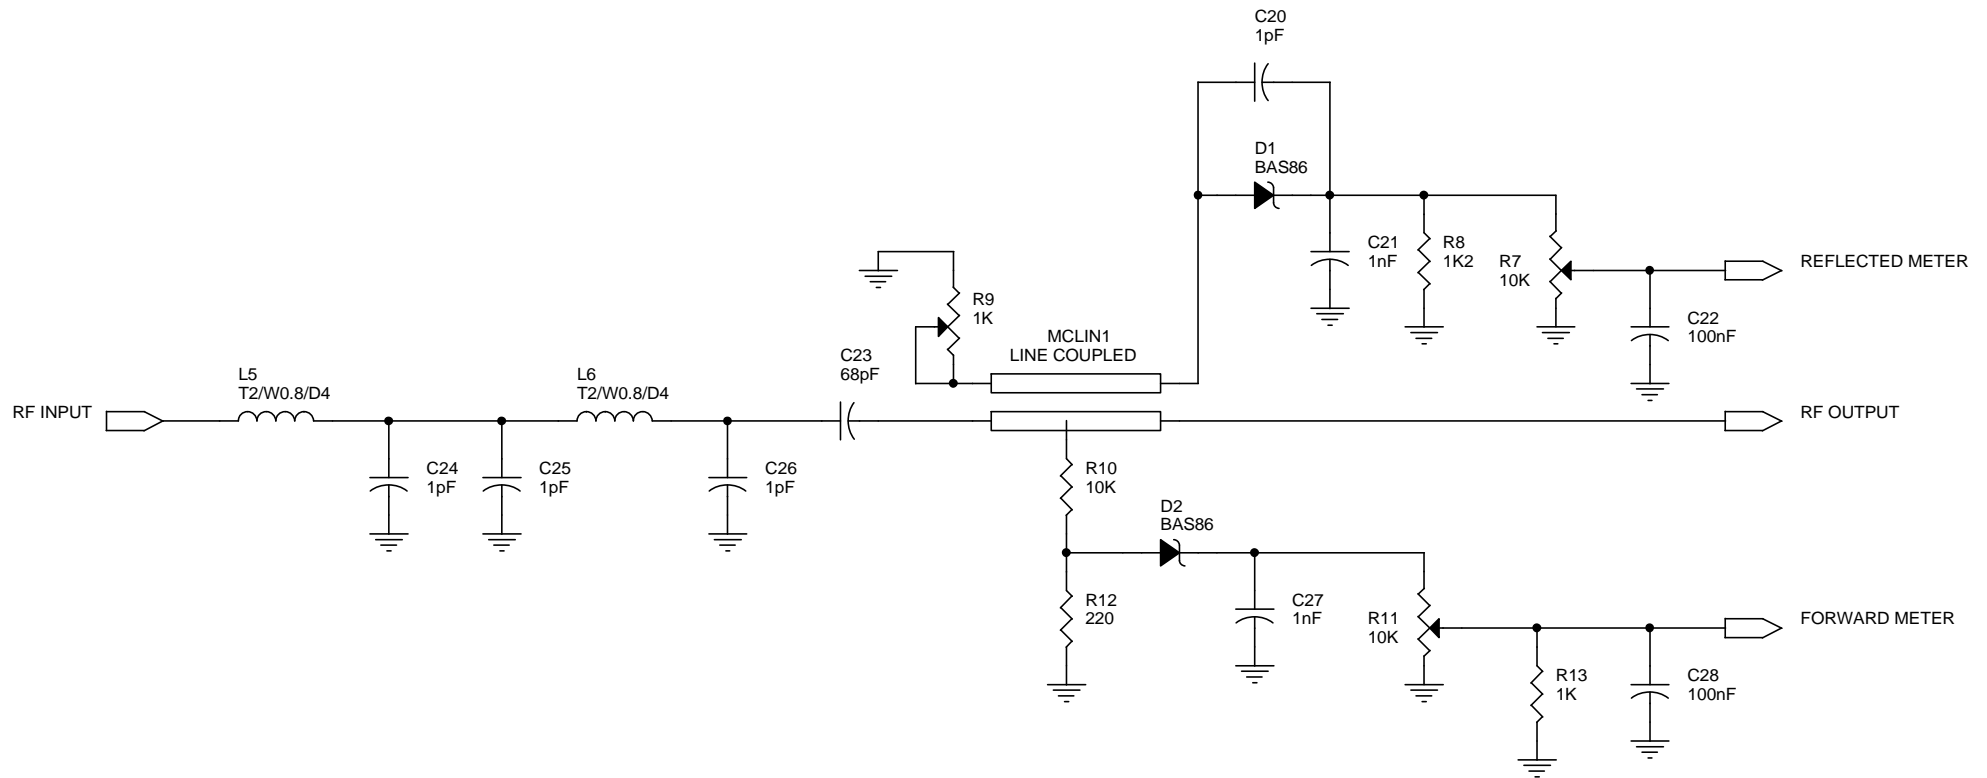 C20
1pF
D1
BAS86
C21
1nF
R8
1K2
R7
10K
REFLECTED METER
C22
100nF
R9
1K
MCLIN1
LINE COUPLED
C23
68pF
L5
T2/W0.8/D4
L6
T2/W0.8/D4
RF INPUT
RF OUTPUT
C24
1pF
C25
1pF
C26
1pF
R10
10K
D2
BAS86
R12
220
C27
1nF
R11
10K
FORWARD METER
R13
1K
C28
100nF